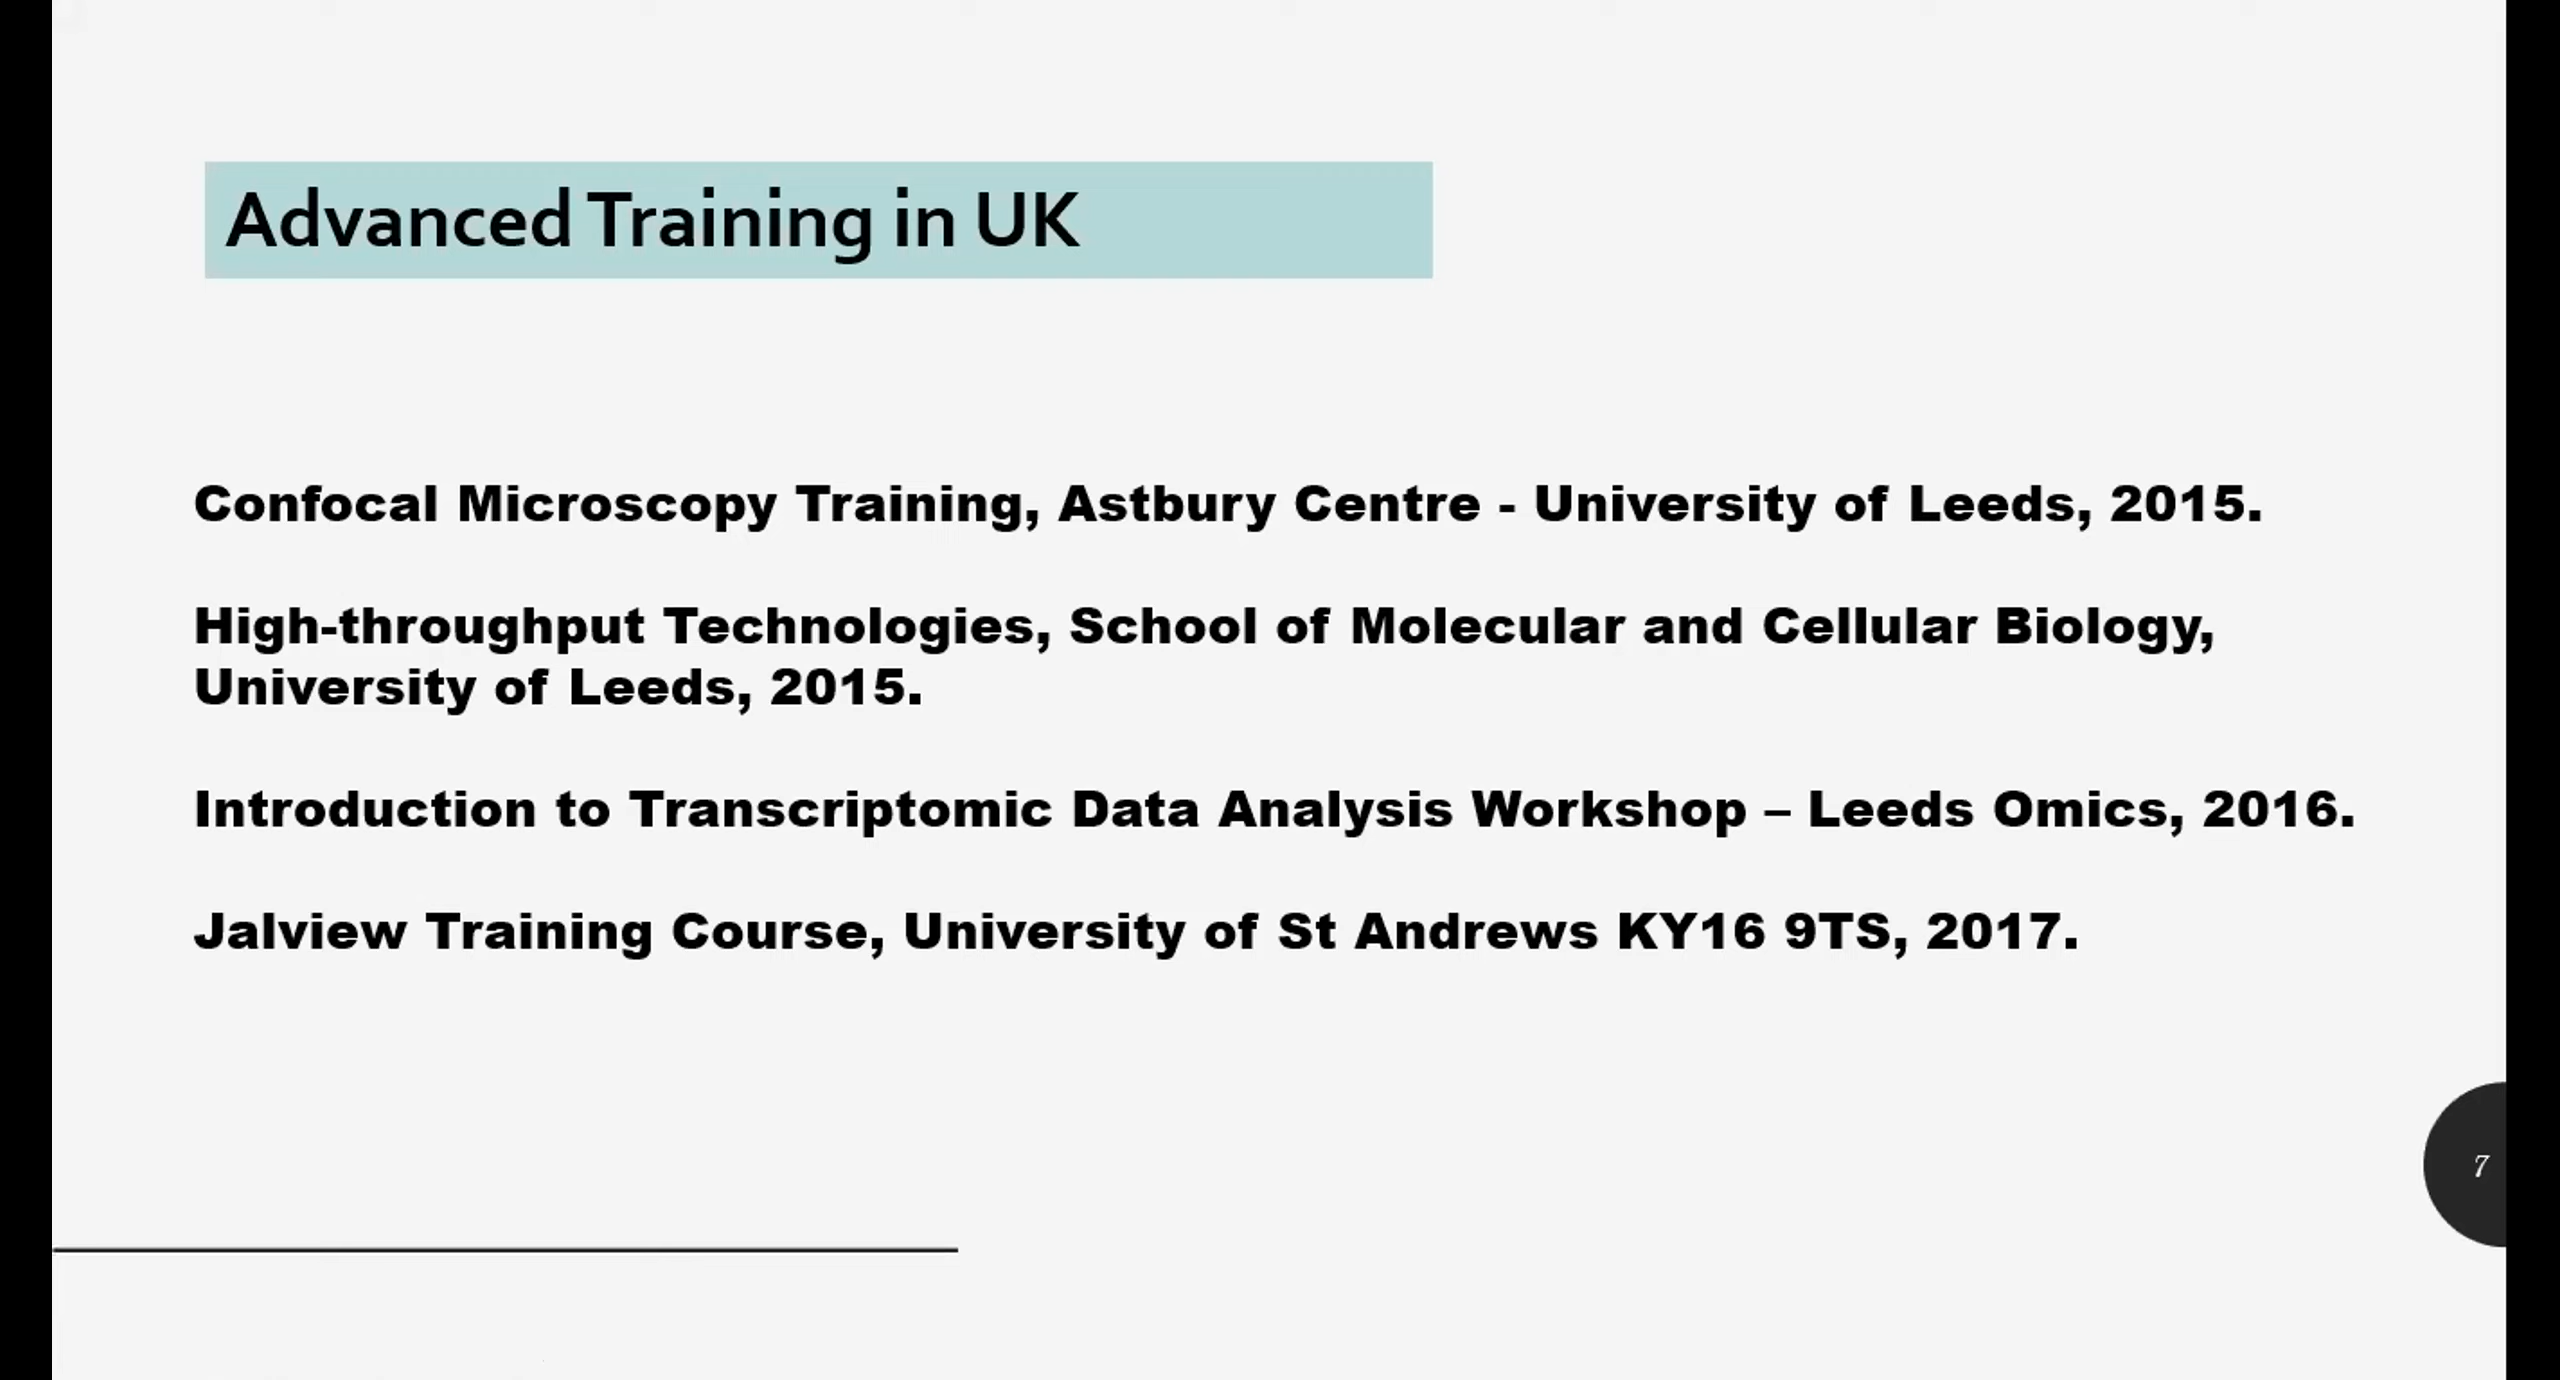 Advanced Training in UK
Confocal Microscopy Training, Astbury Centre - University of Leeds, 2015.
High-throughput Technologies, School of Molecular and Cellular Biology,
University of Leeds, 2015.
Introduction to Transcriptomic Data Analysis Workshop – Leeds Omics, 2016.
Jalview Training Course, University of St Andrews KY16 9TS, 2017.
7